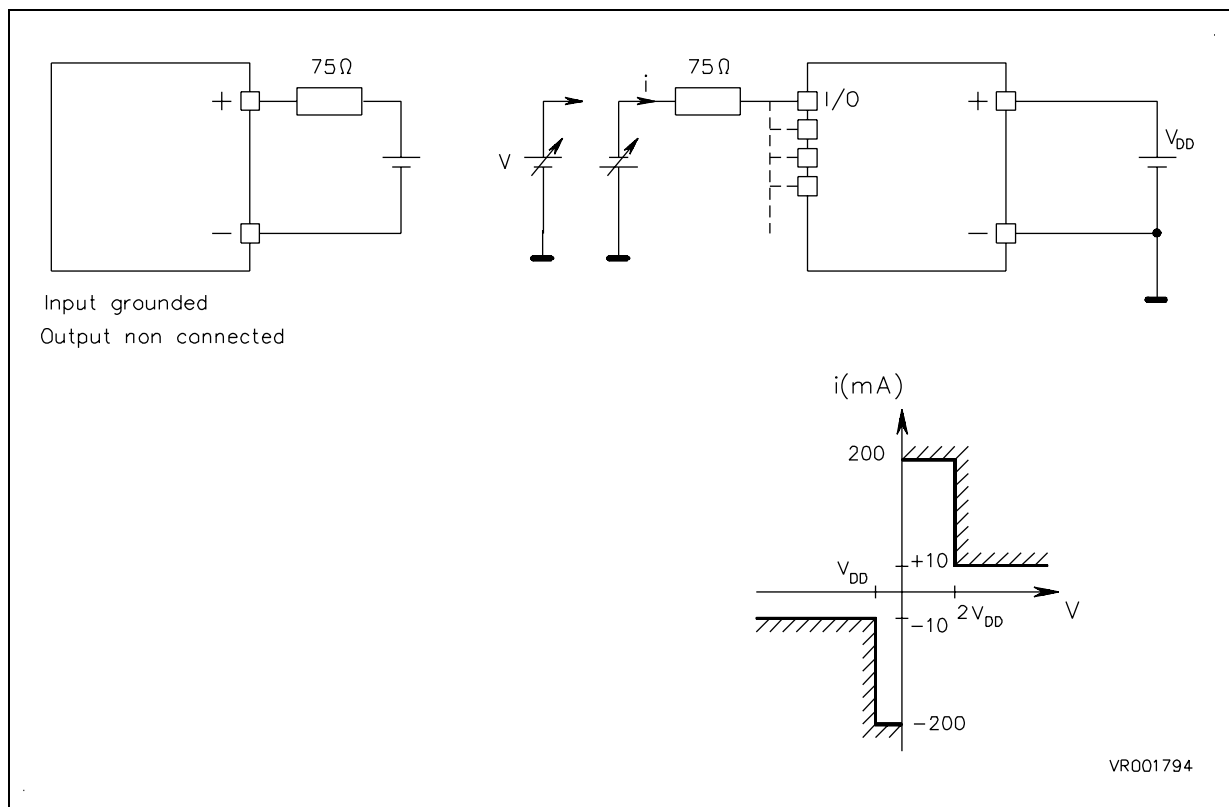 75Ω
+
−
Input grounded
Output non connected
V
i
75Ω
I/O
+
−
V_DD
i(mA)
200
+10
V_DD
2V_DD
V
-10
-200
VR001794